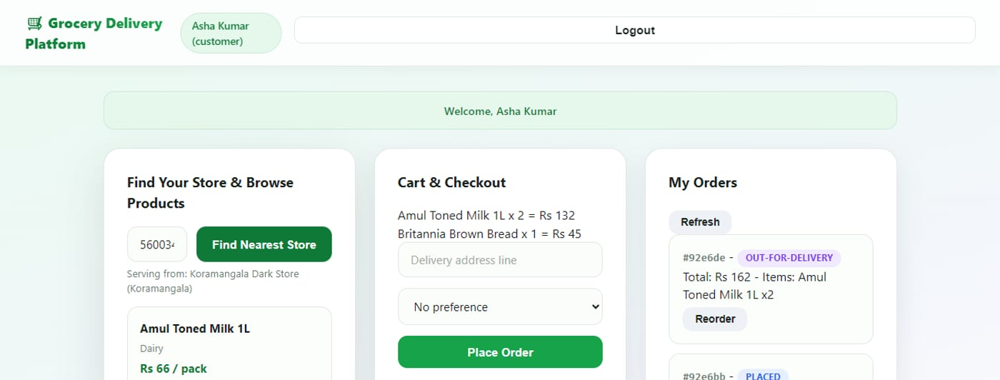 Grocery Delivery
Platform
Asha Kumar
(customer)
Logout
Welcome, Asha Kumar
Find Your Store & Browse
Products
Find Nearest Store
Serving from: Koramangala Dark Store
(Koramangala)
Amul Toned Milk 1L
Dairy
Rs 66 / pack
Cart & Checkout
Amul Toned Milk 1L x 2 = Rs 132
Britannia Brown Bread x 1 = Rs 45
Delivery address line
No preference
Place Order
My Orders
Refresh
#92e6de - OUT-FOR-DELIVERY
Total: Rs 162 - Items: Amul
Toned Milk 1L x2
Reorder
#92e6bb - PLACED